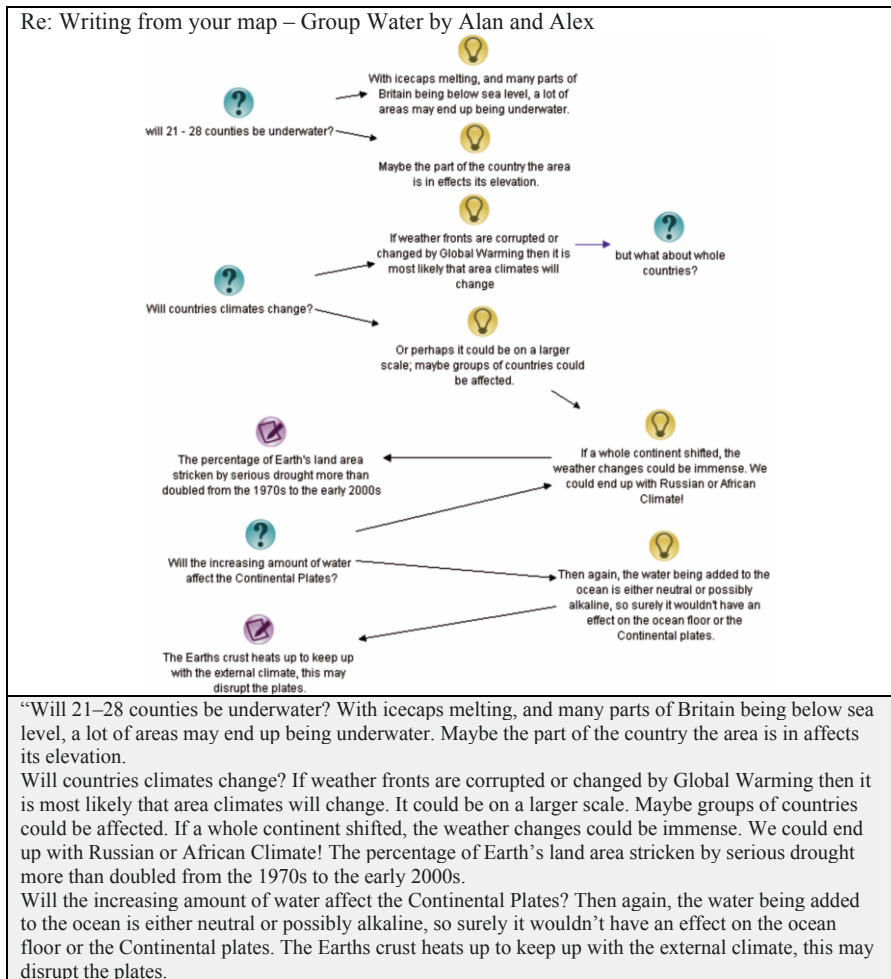 Re: Writing from your map – Group Water by Alan and Alex
With icecaps melting, and many parts of
Britain being below sea level, a lot of
areas may end up being underwater.
will 21 - 28 counties be underwater?
Maybe the part of the country the area
is in effects its elevation.
If weather fronts are corrupted or
changed by Global Warming then it is
most likely that area climates will
change
but what about whole
countries?
Will countries climates change?
Or perhaps it could be on a larger
scale; maybe groups of countries could
be affected.
If a whole continent shifted, the
weather changes could be immense. We
could end up with Russian or African
Climate!
The percentage of Earth's land area
stricken by serious drought more than
doubled from the 1970s to the early 2000s
Will the increasing amount of water
affect the Continental Plates?
Then again, the water being added to the
ocean is either neutral or possibly
alkaline, so surely it wouldn't have an
effect on the ocean floor or the
Continental plates.
The Earths crust heats up to keep up
with the external climate, this may
disrupt the plates.
“Will 21–28 counties be underwater? With icecaps melting, and many parts of Britain being below sea
level, a lot of areas may end up being underwater. Maybe the part of the country the area is in affects
its elevation.
Will countries climates change? If weather fronts are corrupted or changed by Global Warming then it
is most likely that area climates will change. It could be on a larger scale. Maybe groups of countries
could be affected. If a whole continent shifted, the weather changes could be immense. We could end
up with Russian or African Climate! The percentage of Earth’s land area stricken by serious drought
more than doubled from the 1970s to the early 2000s.
Will the increasing amount of water affect the Continental Plates? Then again, the water being added
to the ocean is either neutral or possibly alkaline, so surely it wouldn’t have an effect on the ocean
floor or the Continental plates. The Earths crust heats up to keep up with the external climate, this may
disrupt the plates.